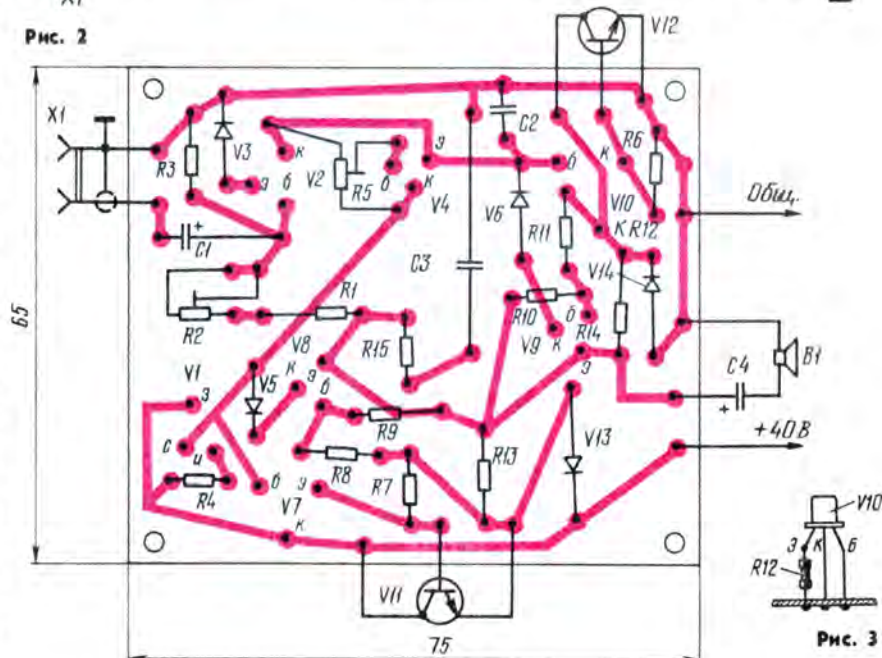 X1
Рис. 2
V12
X1
R3
V3
к
э
б
V2
R5
э
б
к
V4
C2
б
V6
R6
к
V10
R11
к R12
Общ.
C1
C3
V14
R2
R1
R10
б
R14
V9
к
э
65
V8
R15
V1
э
V5
к
э
б
C4
+
B1
+40 В
с
и
R9
R8
R4
б
э
V7
R7
R13
V13
к
V11
75
V10
э
к
б
R12
Рис. 3